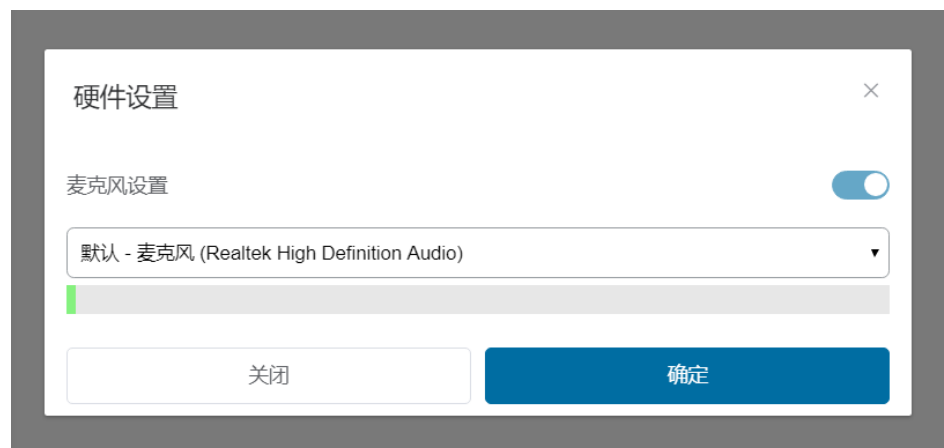 硬件设置
麦克风设置
默认 - 麦克风 (Realtek High Definition Audio)
关闭
确定